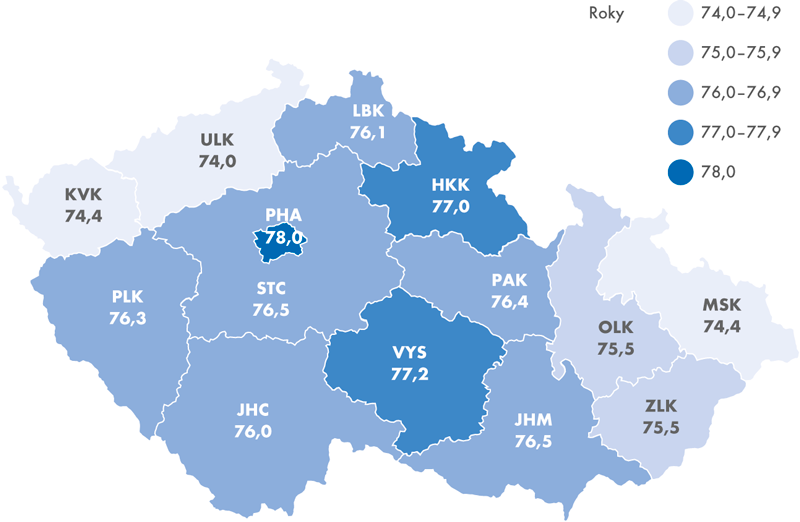 Roky
74,0–74,9
75,0–75,9
76,0–76,9
77,0–77,9
78,0
LBK
76,1
ULK
74,0
KVK
74,4
HKK
77,0
PHA
78,0
STC
76,5
PAK
76,4
PLK
76,3
MSK
74,4
OLK
75,5
VYS
77,2
JHC
76,0
JHM
76,5
ZLK
75,5